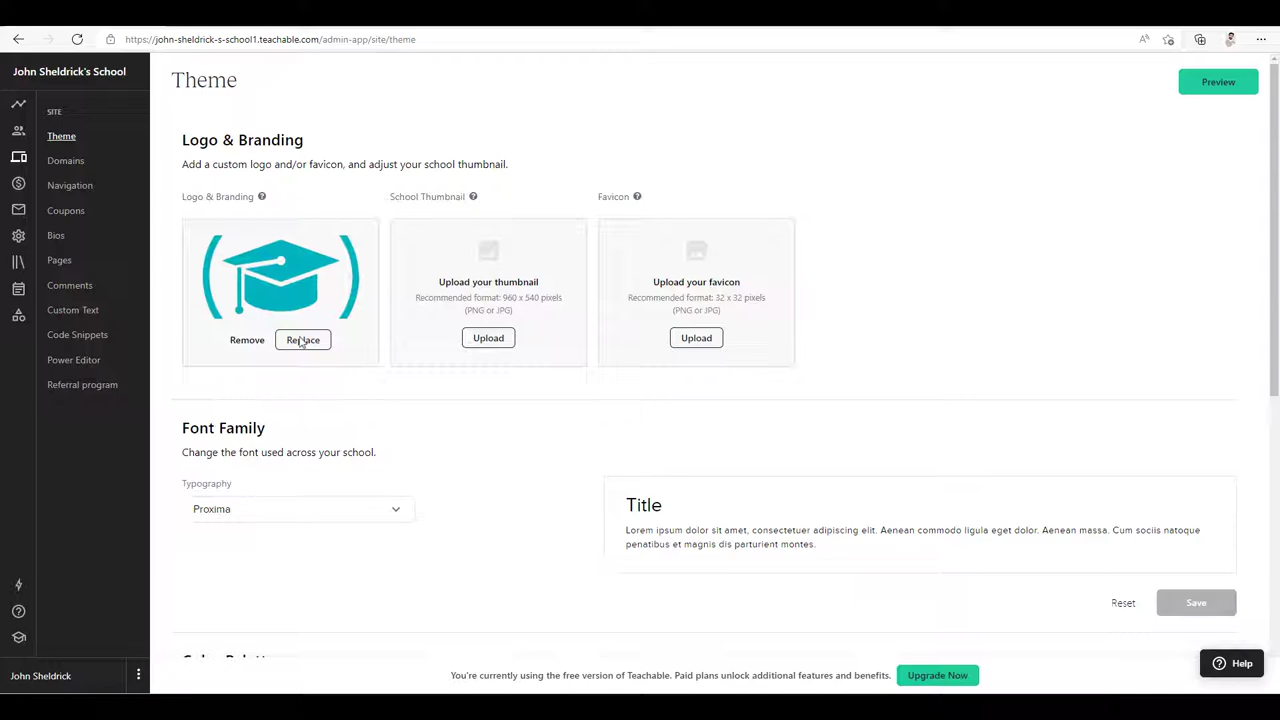 https://john-sheldrick-s-school1.teachable.com/admin-app/site/theme
John Sheldrick's School
SITE
Theme
Domains
Navigation
Coupons
Bios
Pages
Comments
Custom Text
Code Snippets
Power Editor
Referral program
John Sheldrick
Theme
Preview
Logo & Branding
Add a custom logo and/or favicon, and adjust your school thumbnail.
Logo & Branding
Remove
Replace
School Thumbnail
Upload your thumbnail
Recommended format: 960 x 540 pixels
(PNG or JPG)
Upload
Favicon
Upload your favicon
Recommended format: 32 x 32 pixels
(PNG or JPG)
Upload
Font Family
Change the font used across your school.
Typography
Proxima
Title
Lorem ipsum dolor sit amet, consectetuer adipiscing elit. Aenean commodo ligula eget dolor. Aenean massa. Cum sociis natoque
penatibus et magnis dis parturient montes.
Reset
Save
You're currently using the free version of Teachable. Paid plans unlock additional features and benefits.
Upgrade Now
Help